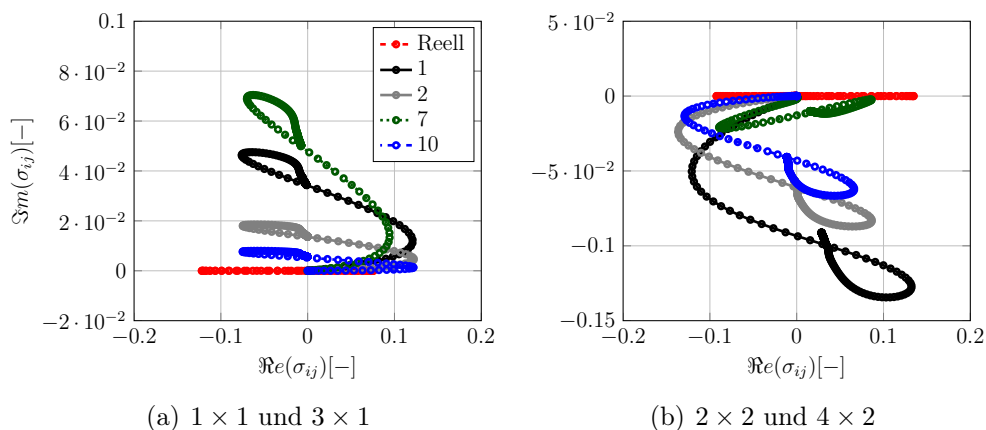 0.1
8·10⁻²
6·10⁻²
4·10⁻²
2·10⁻²
0
−2·10⁻²
ℑm(σᵢⱼ)[-]
−0.2 −0.1 0 0.1 0.2
ℜe(σᵢⱼ)[-]
Reell
1
2
7
10
(a) 1 × 1 und 3 × 1
5·10⁻²
0
−5·10⁻²
−0.1
−0.15
−0.2 −0.1 0 0.1 0.2
ℜe(σᵢⱼ)[-]
(b) 2 × 2 und 4 × 2